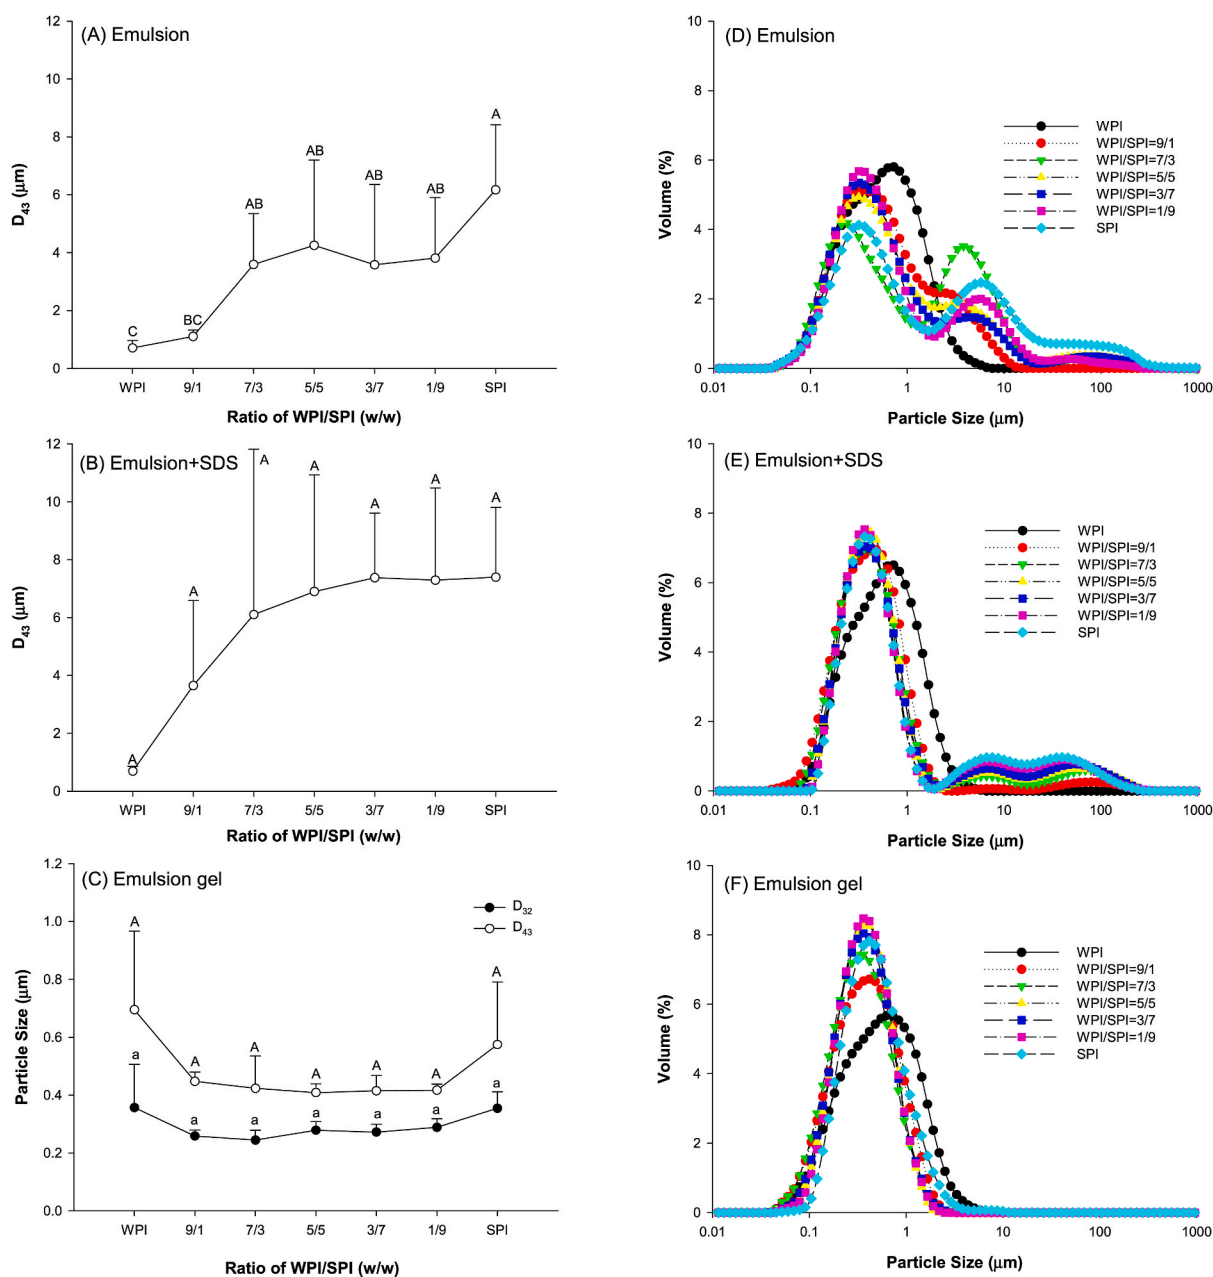 (A) Emulsion
12
10
8
6
4
2
0
D43 (μm)
C
BC
AB
AB
AB
AB
A
WPI 9/1 7/3 5/5 3/7 1/9 SPI
Ratio of WPI/SPI (w/w)
(D) Emulsion
10
8
6
4
2
0
Volume (%)
WPI
WPI/SPI=9/1
WPI/SPI=7/3
WPI/SPI=5/5
WPI/SPI=3/7
WPI/SPI=1/9
SPI
0.01 0.1 1 10 100 1000
Particle Size (μm)
(B) Emulsion+SDS
12
10
8
6
4
2
0
D43 (μm)
A
A
A
A
A
A
A
WPI 9/1 7/3 5/5 3/7 1/9 SPI
Ratio of WPI/SPI (w/w)
(E) Emulsion+SDS
10
8
6
4
2
0
Volume (%)
WPI
WPI/SPI=9/1
WPI/SPI=7/3
WPI/SPI=5/5
WPI/SPI=3/7
WPI/SPI=1/9
SPI
0.01 0.1 1 10 100 1000
Particle Size (μm)
(C) Emulsion gel
1.2
1.0
0.8
0.6
0.4
0.2
0.0
Particle Size (μm)
D32
D43
A A A A A A A
a a a a a a a
WPI 9/1 7/3 5/5 3/7 1/9 SPI
Ratio of WPI/SPI (w/w)
(F) Emulsion gel
10
8
6
4
2
0
Volume (%)
WPI
WPI/SPI=9/1
WPI/SPI=7/3
WPI/SPI=5/5
WPI/SPI=3/7
WPI/SPI=1/9
SPI
0.01 0.1 1 10 100 1000
Particle Size (μm)